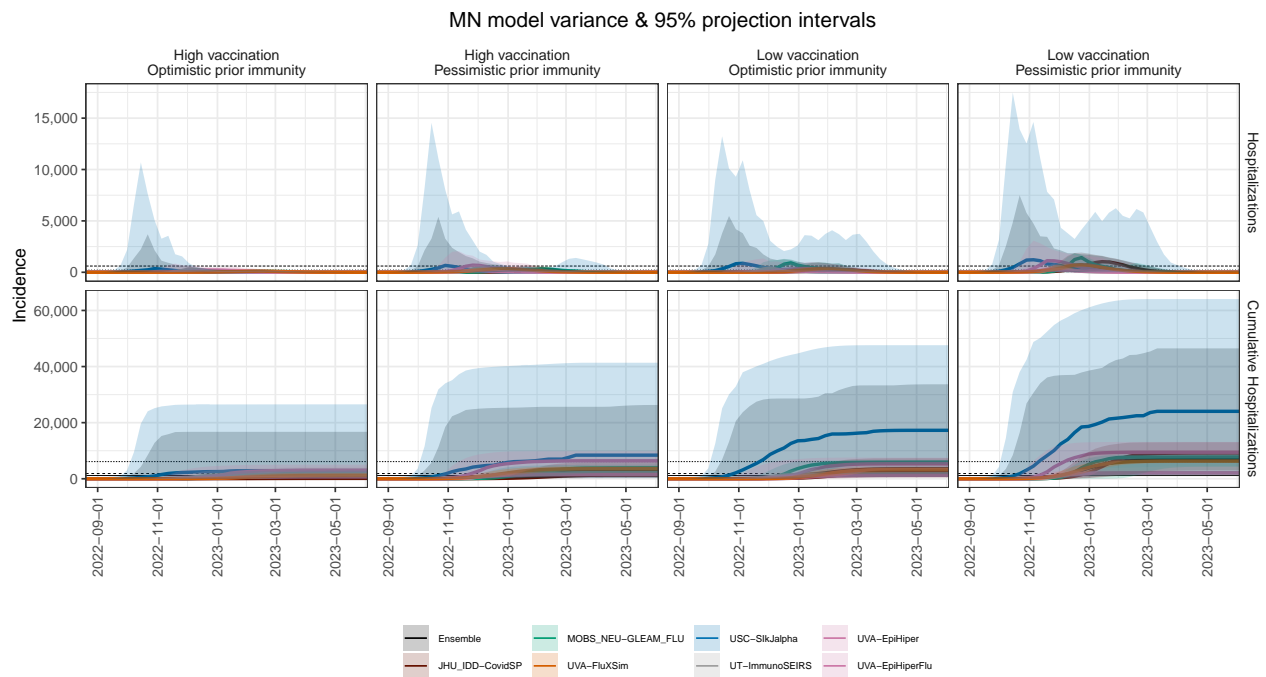 MN model variance & 95% projection intervals
High vaccination
Optimistic prior immunity
High vaccination
Pessimistic prior immunity
Low vaccination
Optimistic prior immunity
Low vaccination
Pessimistic prior immunity
Incidence
15,000
10,000
5,000
0
Hospitalizations
60,000
40,000
20,000
0
Cumulative Hospitalizations
2022−09−01
2022−11−01
2023−01−01
2023−03−01
2023−05−01
2022−09−01
2022−11−01
2023−01−01
2023−03−01
2023−05−01
2022−09−01
2022−11−01
2023−01−01
2023−03−01
2023−05−01
2022−09−01
2022−11−01
2023−01−01
2023−03−01
2023−05−01
Ensemble
MOBS_NEU−GLEAM_FLU
USC−SIkJalpha
UVA−EpiHiper
JHU_IDD−CovidSP
UVA−FluXSim
UT−ImmunoSEIRS
UVA−EpiHiperFlu